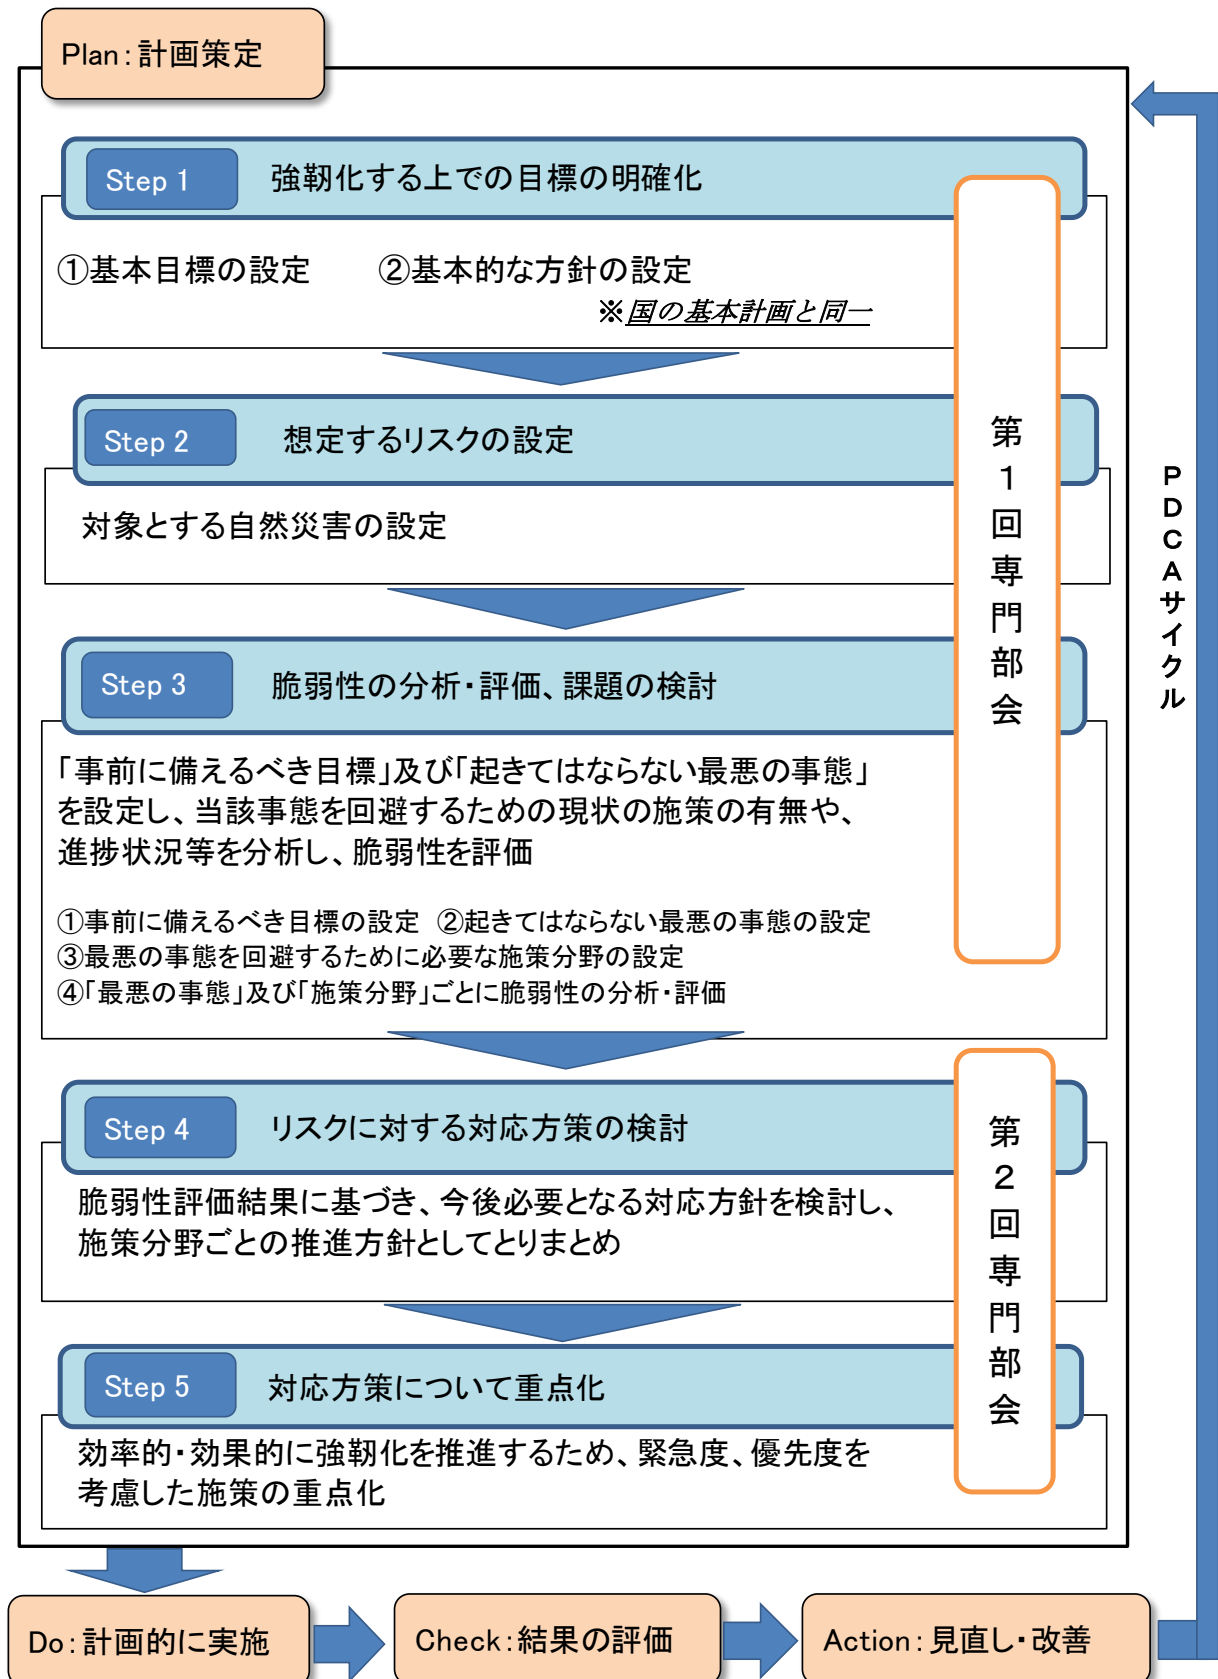 Plan：計画策定
Step 1
強靭化する上での目標の明確化
①基本目標の設定　②基本的な方針の設定
※国の基本計画と同一
Step 2
想定するリスクの設定
対象とする自然災害の設定
Step 3
脆弱性の分析・評価、課題の検討
「事前に備えるべき目標」及び「起きてはならない最悪の事態」
を設定し、当該事態を回避するための現状の施策の有無や、
進捗状況等を分析し、脆弱性を評価
①事前に備えるべき目標の設定　②起きてはならない最悪の事態の設定
③最悪の事態を回避するために必要な施策分野の設定
④「最悪の事態」及び「施策分野」ごとに脆弱性の分析・評価
第１回専門部会
Step 4
リスクに対する対応方策の検討
脆弱性評価結果に基づき、今後必要となる対応方針を検討し、
施策分野ごとの推進方針としてとりまとめ
Step 5
対応方策について重点化
効率的・効果的に強靭化を推進するため、緊急度、優先度を
考慮した施策の重点化
第２回専門部会
ＰＤＣＡサイクル
Do：計画的に実施
Check：結果の評価
Action：見直し・改善